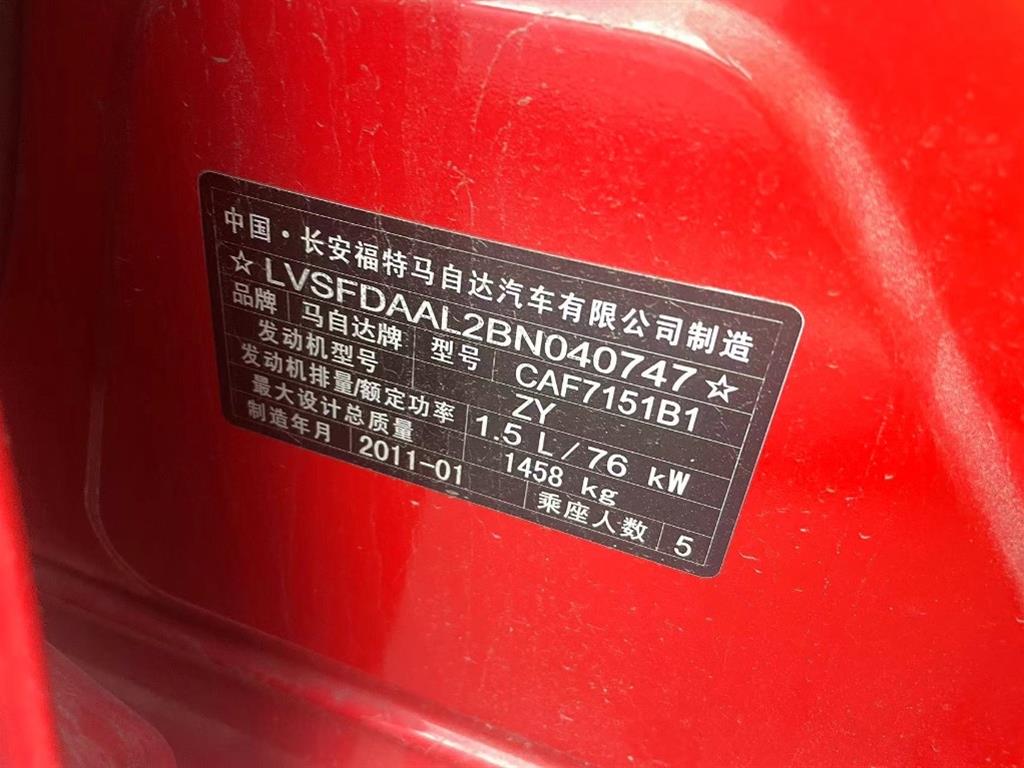 中国·长安福特马自达汽车有限公司制造
☆LVSFDAAL2BN040747☆
品牌 马自达牌 型号 CAF7151B1
发动机型号 ZY
发动机排量/额定功率 1.5 L/76 kW
最大设计总质量 1458 kg
制造年月 2011-01 乘座人数 5